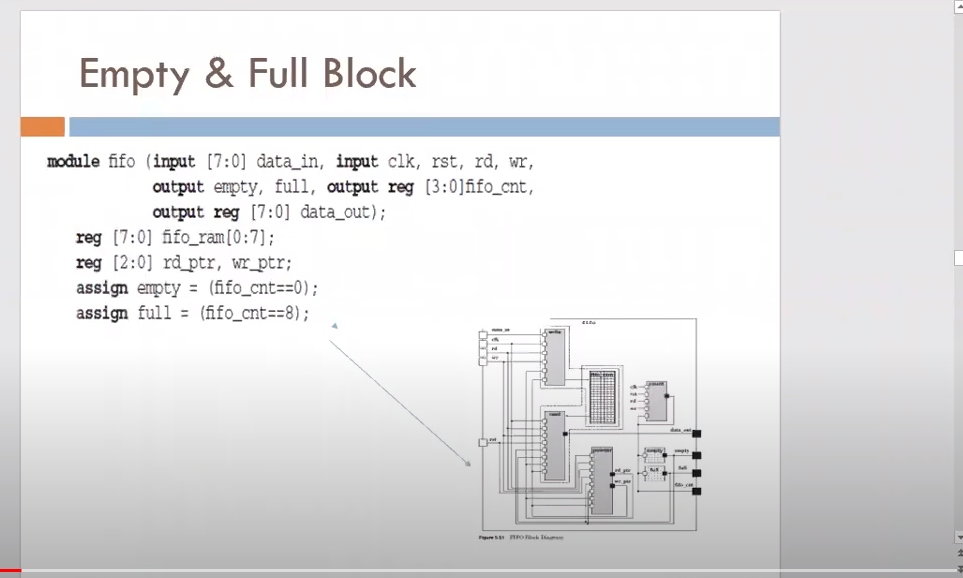 Empty & Full Block
module fifo (input [7:0] data_in, input clk, rst, rd, wr,
output empty, full, output reg [3:0]fifo_cnt,
output reg [7:0] data_out);
reg [7:0] fifo_ram[0:7];
reg [2:0] rd_ptr, wr_ptr;
assign empty = (fifo_cnt==0);
assign full = (fifo_cnt==8);
data_in
clk
rd
wr
write
count
clk
rst
rd
wr
read
data_out
rst
empty
empty
full
full
rd_ptr
wr_ptr
fifo_cnt
Figure 5.51 FIFO Block Diagram